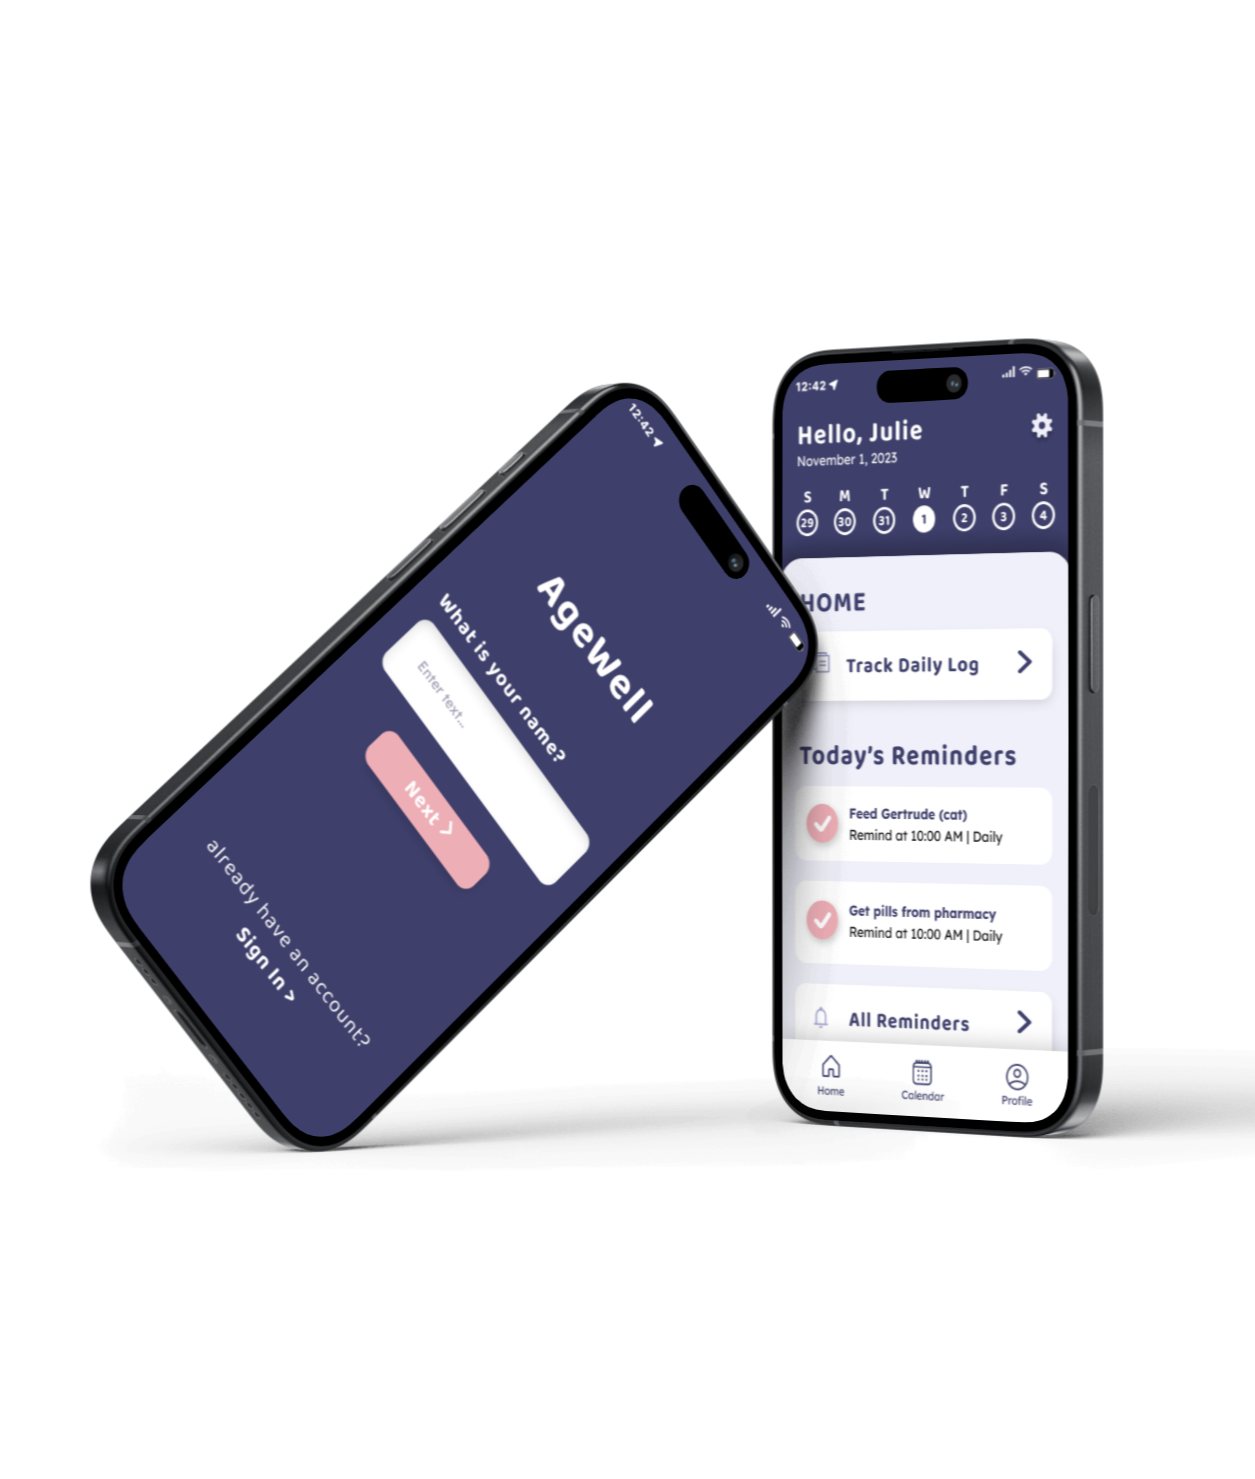 12:42
AgeWell
What is your name?
Enter text...
Next >
already have an account?
Sign In >
12:42
Hello, Julie
November 1, 2023
S M T W T F S
29 30 31 1 2 3 4
HOME
Track Daily Log
Today's Reminders
Feed Gertrude (cat)
Remind at 10:00 AM | Daily
Get pills from pharmacy
Remind at 10:00 AM | Daily
All Reminders
Home Calendar Profile